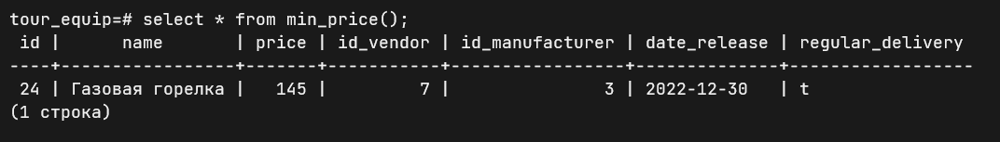 tour_equip=# select * from min_price();
 id |      name       | price | id_vendor | id_manufacturer | date_release | regular_delivery
----+-----------------+-------+-----------+-----------------+--------------+------------------
 24 | Газовая горелка |   145 |         7 |               3 | 2022-12-30   | t
(1 строка)